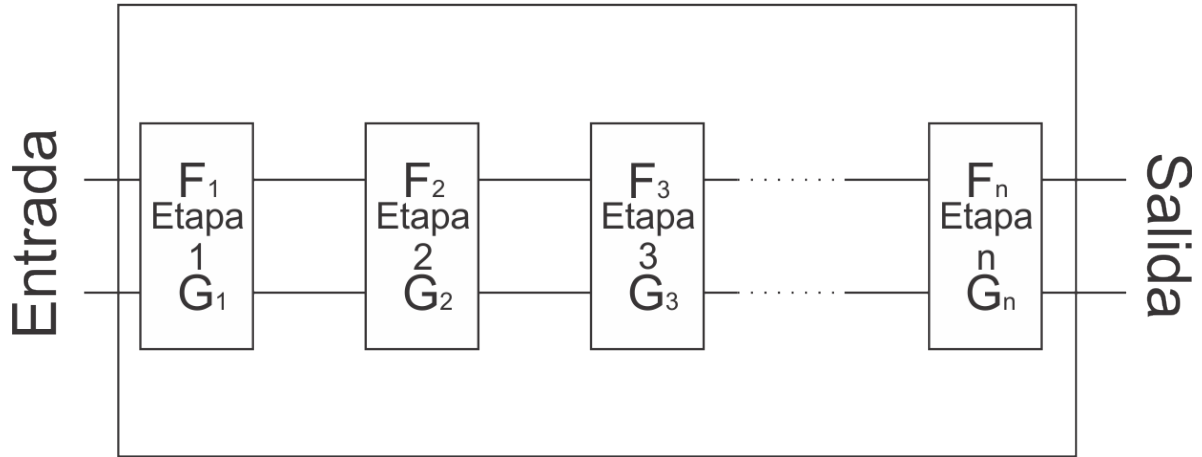 Entrada
F₁
Etapa
1
G₁
F₂
Etapa
2
G₂
F₃
Etapa
3
G₃
Fₙ
Etapa
n
Gₙ
Salida